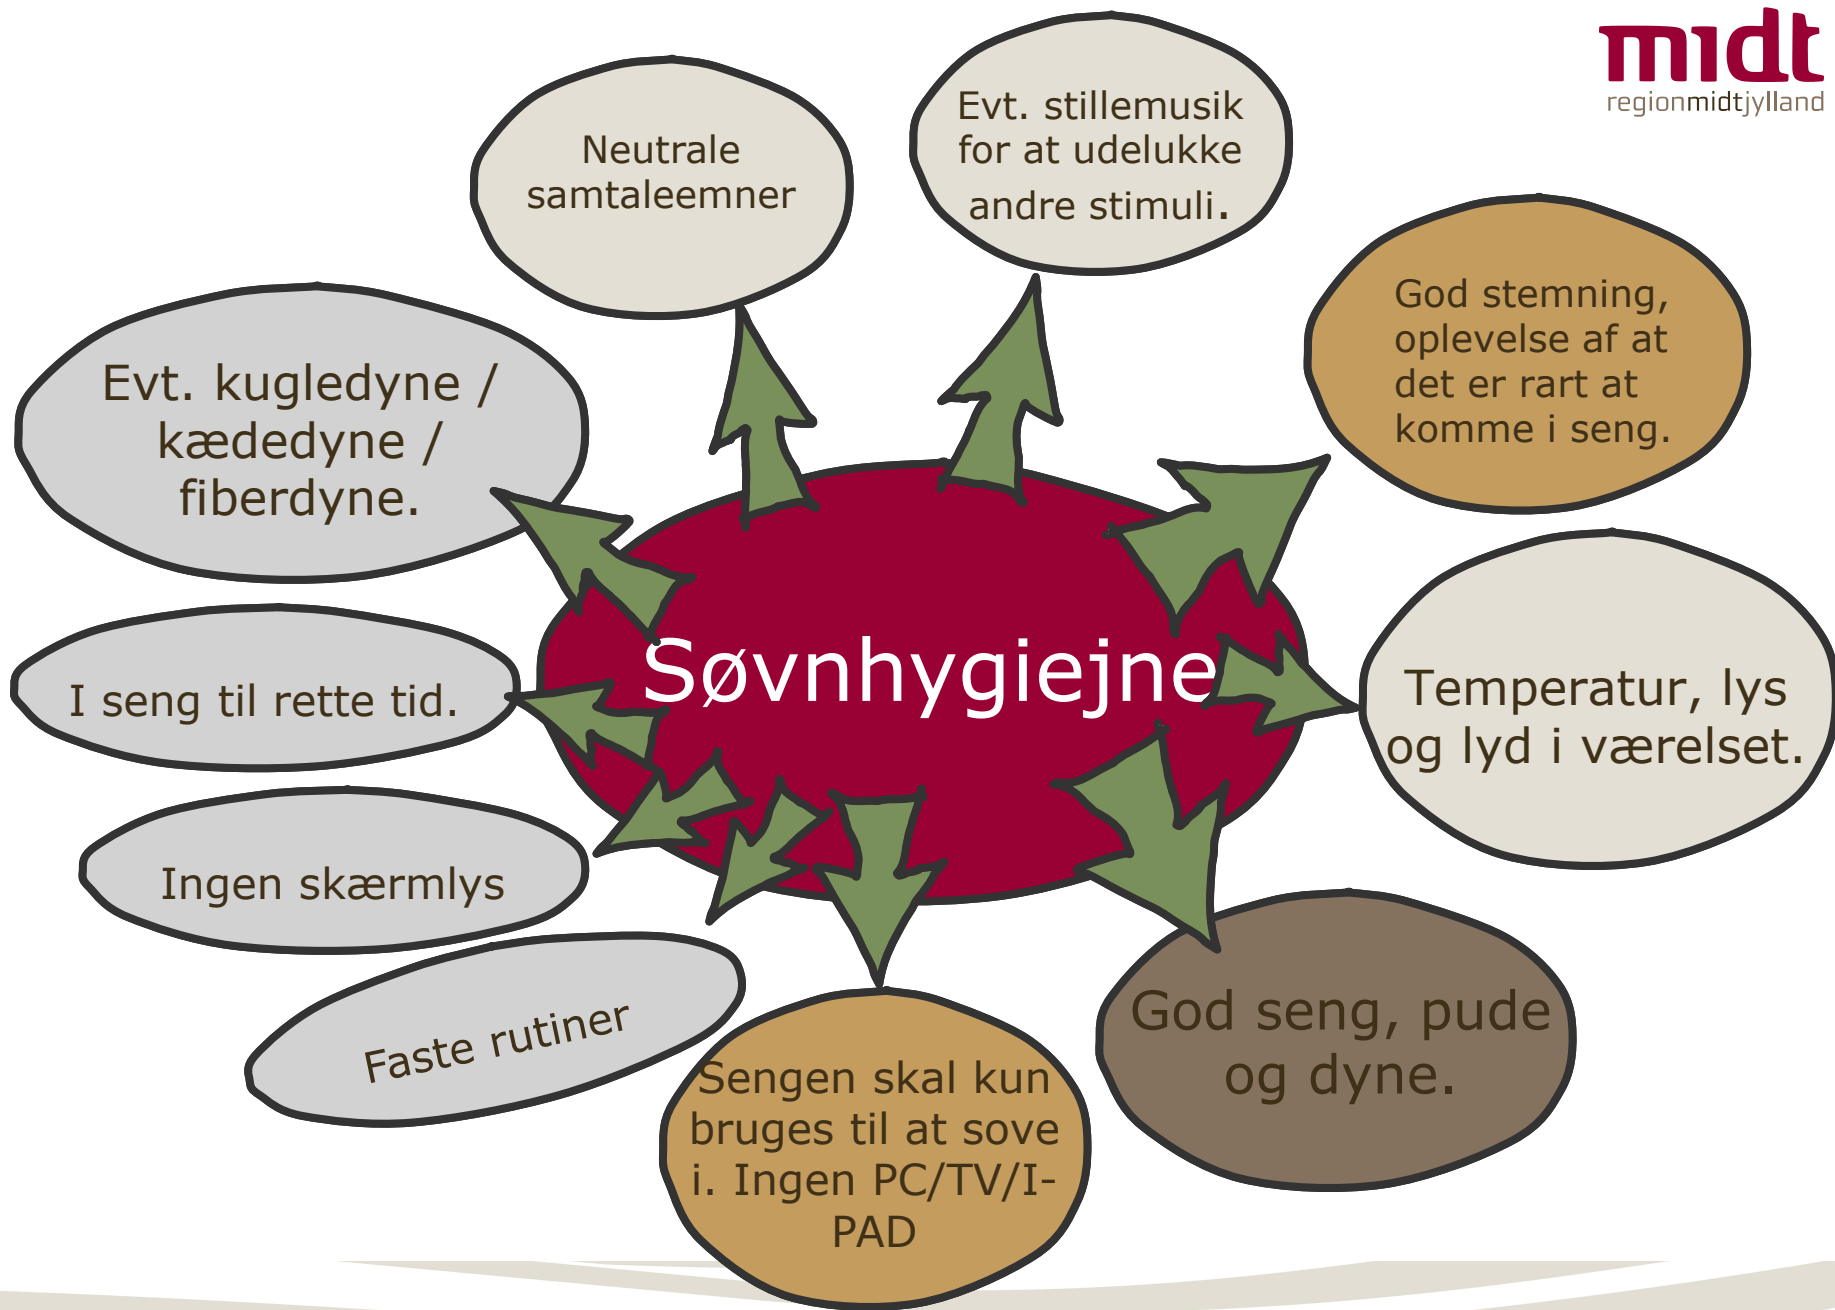 midt
regionmidtjylland
Neutrale
samtaleemner
Evt. stillemusik
for at udelukke
andre stimuli.
God stemning,
oplevelse af at
det er rart at
komme i seng.
Evt. kugledyne /
kædedyne /
fiberdyne.
Søvnhygiejne
I seng til rette tid.
Temperatur, lys
og lyd i værelset.
Ingen skærmlys
Faste rutiner
God seng, pude
og dyne.
Sengen skal kun
bruges til at sove
i. Ingen PC/TV/I-
PAD